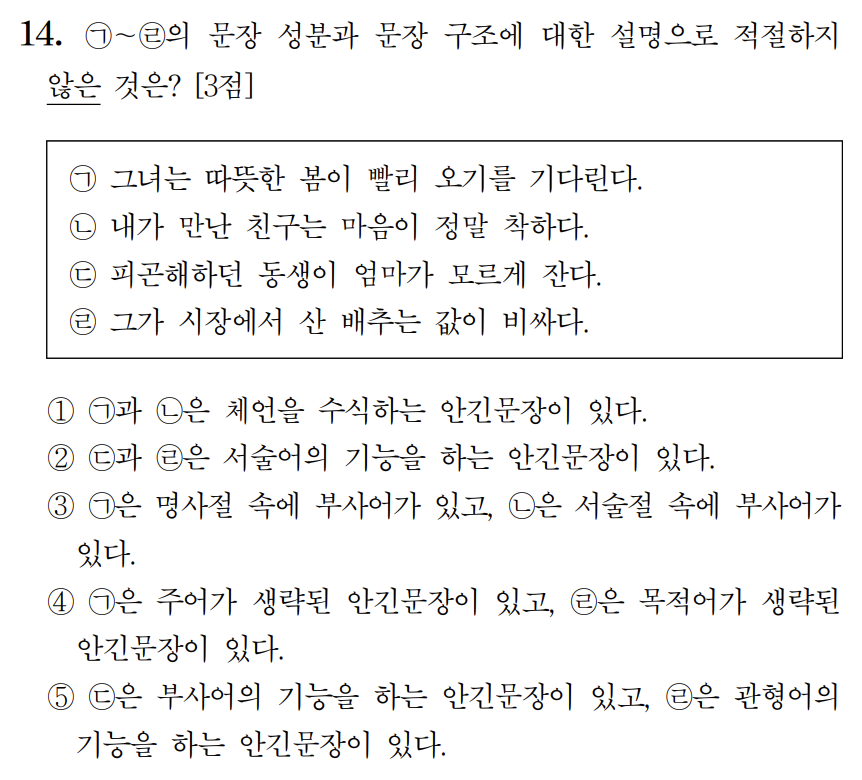 14. ㉠~㉣의 문장 성분과 문장 구조에 대한 설명으로 적절하지
않은 것은? [3점]
㉠ 그녀는 따뜻한 봄이 빨리 오기를 기다린다.
㉡ 내가 만난 친구는 마음이 정말 착하다.
㉢ 피곤해하던 동생이 엄마가 모르게 잔다.
㉣ 그가 시장에서 산 배추는 값이 비싸다.
① ㉠과 ㉡은 체언을 수식하는 안긴문장이 있다.
② ㉢과 ㉣은 서술어의 기능을 하는 안긴문장이 있다.
③ ㉠은 명사절 속에 부사어가 있고, ㉡은 서술절 속에 부사어가
있다.
④ ㉠은 주어가 생략된 안긴문장이 있고, ㉣은 목적어가 생략된
안긴문장이 있다.
⑤ ㉢은 부사어의 기능을 하는 안긴문장이 있고, ㉣은 관형어의
기능을 하는 안긴문장이 있다.